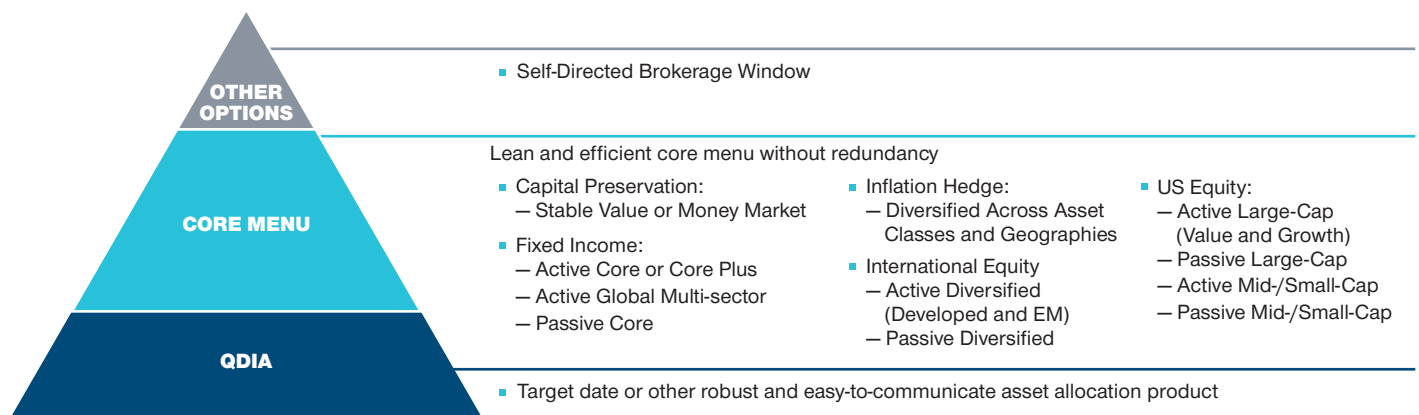 OTHER
OPTIONS
Self-Directed Brokerage Window
CORE MENU
Lean and efficient core menu without redundancy
Capital Preservation:
— Stable Value or Money Market
Fixed Income:
— Active Core or Core Plus
— Active Global Multi-sector
— Passive Core
Inflation Hedge:
— Diversified Across Asset
Classes and Geographies
International Equity
— Active Diversified
(Developed and EM)
— Passive Diversified
US Equity:
— Active Large-Cap
(Value and Growth)
— Passive Large-Cap
— Active Mid-/Small-Cap
— Passive Mid-/Small-Cap
QDIA
Target date or other robust and easy-to-communicate asset allocation product